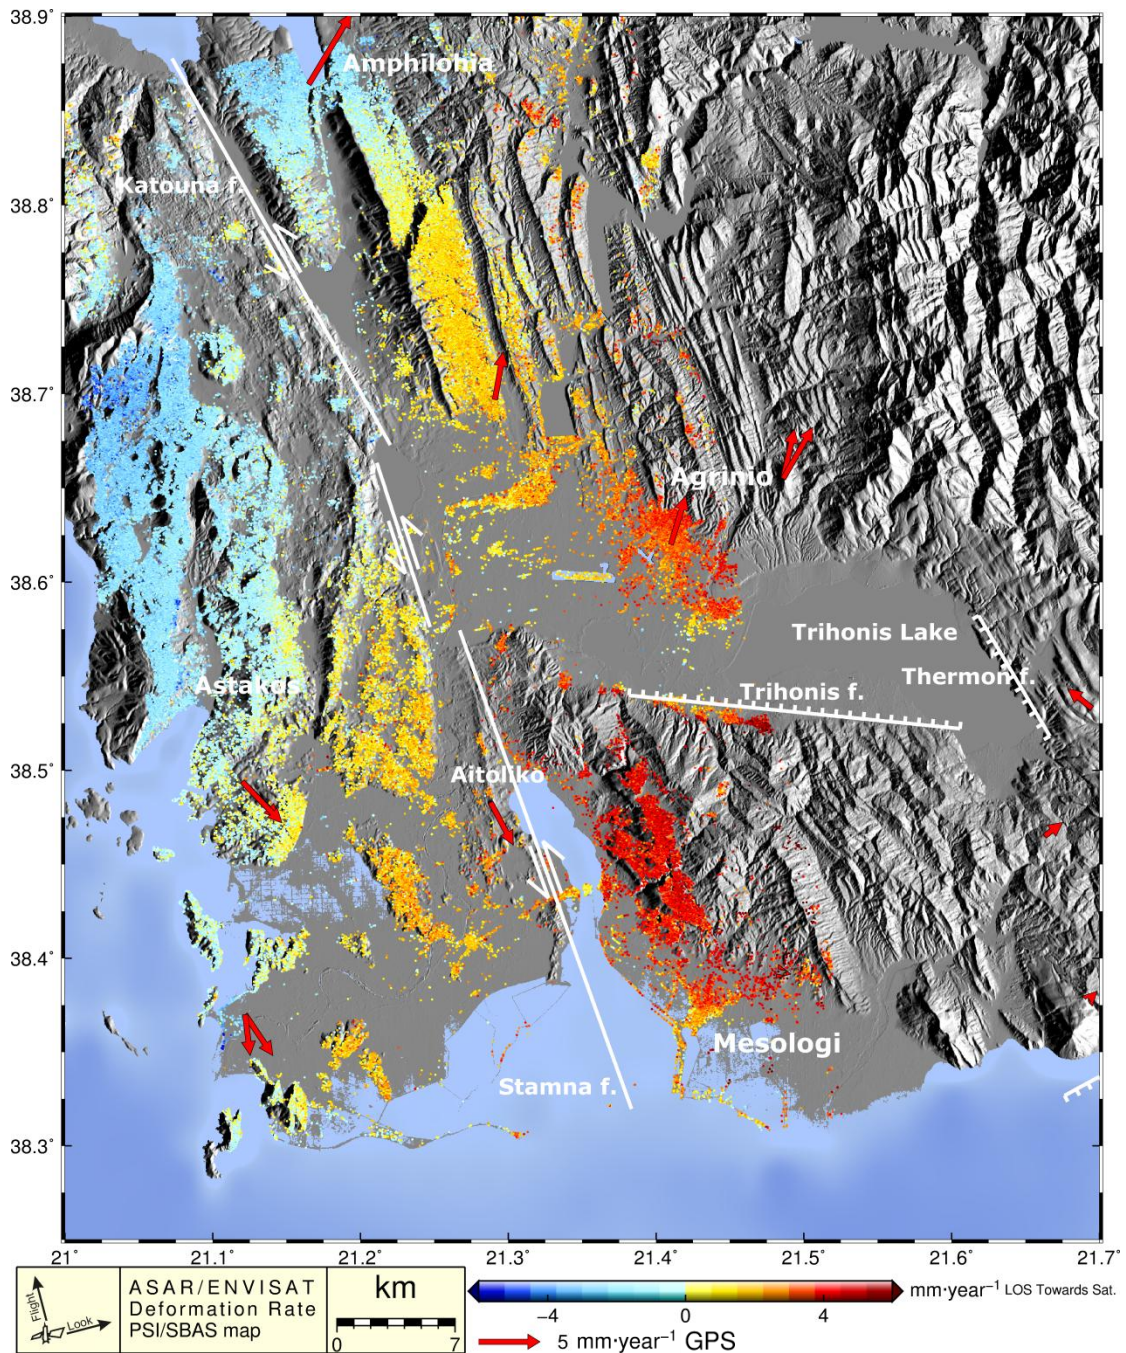 38.9°
Amphilohia
Katouna f.
38.8°
38.7°
Agrinio
38.6°
Trihonis Lake
Thermon f.
Astakos
Trihonis f.
38.5°
Aitoliko
38.4°
Mesologi
Stamna f.
38.3°
21° 21.1° 21.2° 21.3° 21.4° 21.5° 21.6° 21.7°
Flight
Look
ASAR/ENVISAT
Deformation Rate
PSI/SBAS map
km
0 7
−4 0 4
mm·year⁻¹ LOS Towards Sat.
5 mm·year⁻¹ GPS